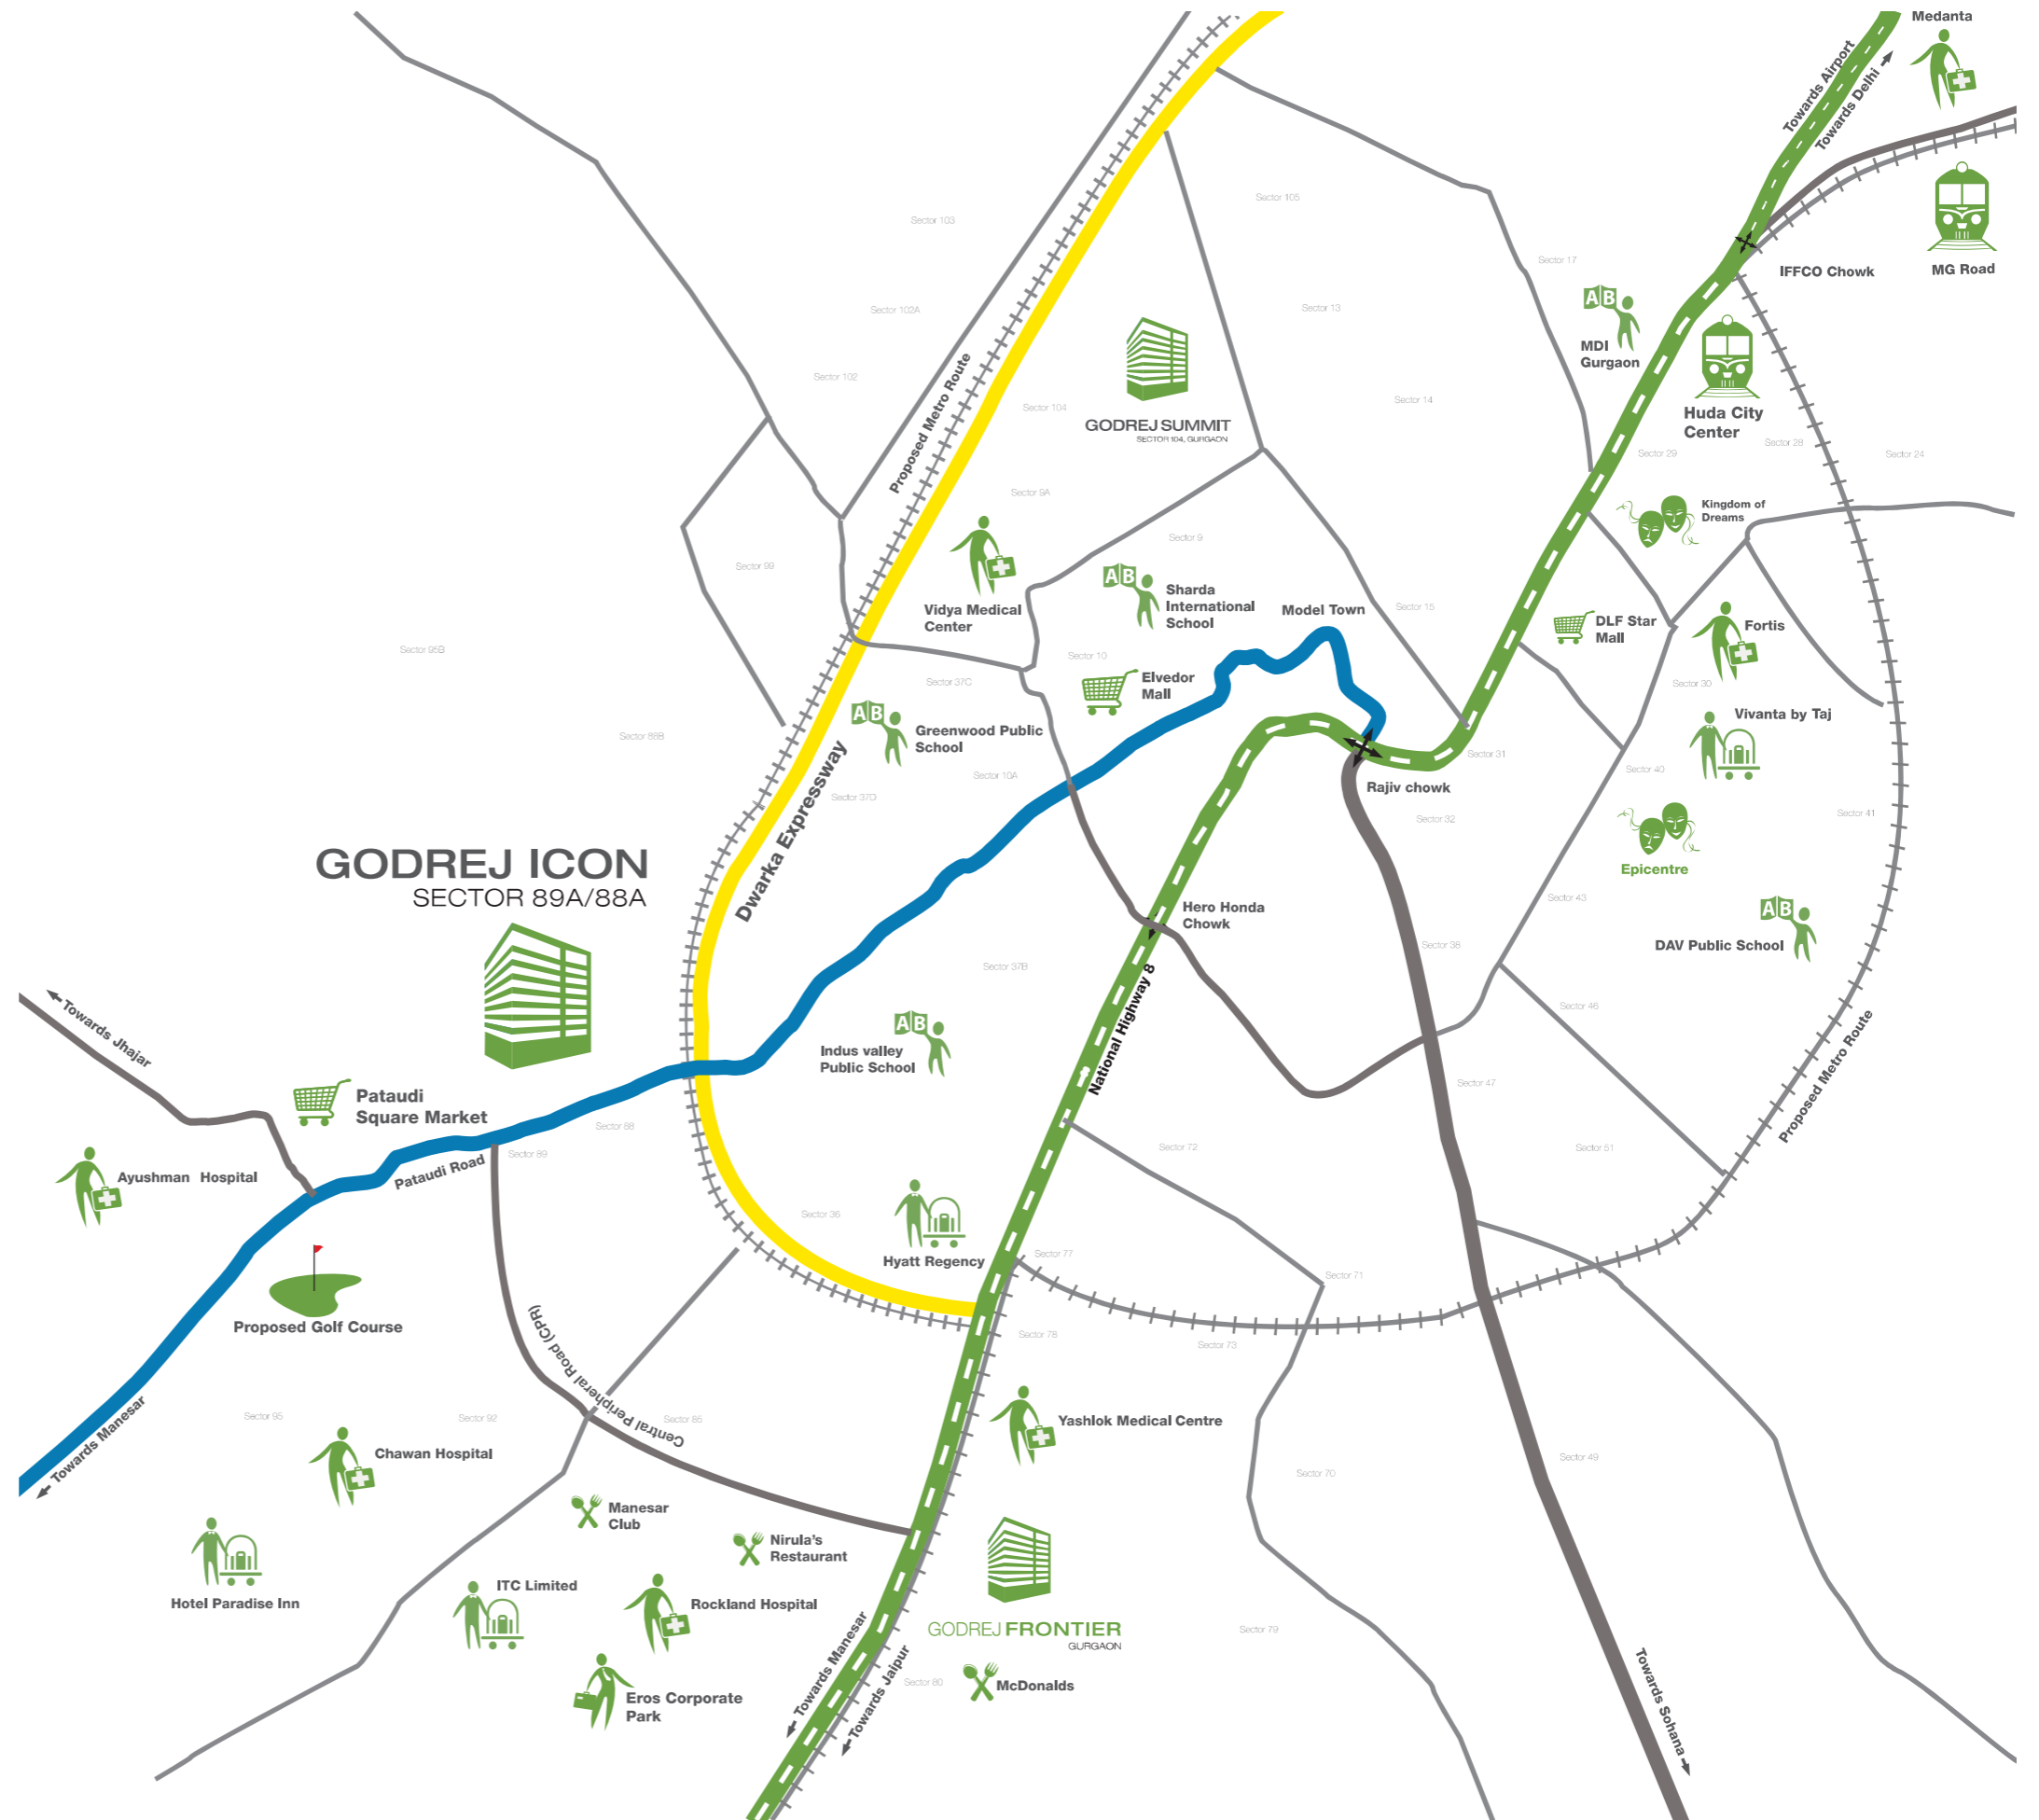 Medanta
Towards Airport
Towards Delhi
Sector 103
Sector 105
Sector 17
IFFCO Chowk
MG Road
Sector 102A
Sector 13
AB
MDI
Gurgaon
Proposed Metro Route
Sector 102
Sector 104
Sector 14
GODREJ SUMMIT
SECTOR 104, GURGAON
Huda City
Center
Sector 28
Sector 29
Sector 24
Sector 9A
Kingdom of
Dreams
Sector 9
Sector 99
AB
Sharda
International
School
Vidya Medical
Center
Model Town
Sector 15
DLF Star
Mall
Fortis
Sector 95B
Sector 10
Sector 37C
Elvedor
Mall
Sector 30
AB
Greenwood Public
School
Vivanta by Taj
Sector 88B
Sector 31
Sector 10A
Sector 40
Sector 37D
Rajiv chowk
Sector 41
Sector 32
Dwarka Expressway
Epicentre
GODREJ ICON
SECTOR 89A/88A
Sector 43
Hero Honda
Chowk
AB
DAV Public School
Sector 38
Sector 37B
National Highway 8
Sector 46
Towards Jhajar
AB
Indus valley
Public School
Proposed Metro Route
Sector 47
Pataudi
Square Market
Sector 88
Sector 89
Sector 72
Sector 51
Pataudi Road
Ayushman Hospital
Sector 36
Hyatt Regency
Sector 77
Sector 71
Proposed Golf Course
Sector 78
Sector 73
Central Peripheral Road (CPR)
Towards Manesar
Sector 95
Sector 92
Sector 85
Yashlok Medical Centre
Chawan Hospital
Sector 49
Sector 70
Manesar
Club
Nirula's
Restaurant
ITC Limited
Hotel Paradise Inn
Rockland Hospital
GODREJ FRONTIER
GURGAON
Sector 79
Towards Manesar
Towards Jaipur
Sector 80
McDonalds
Eros Corporate
Park
Towards Sohana